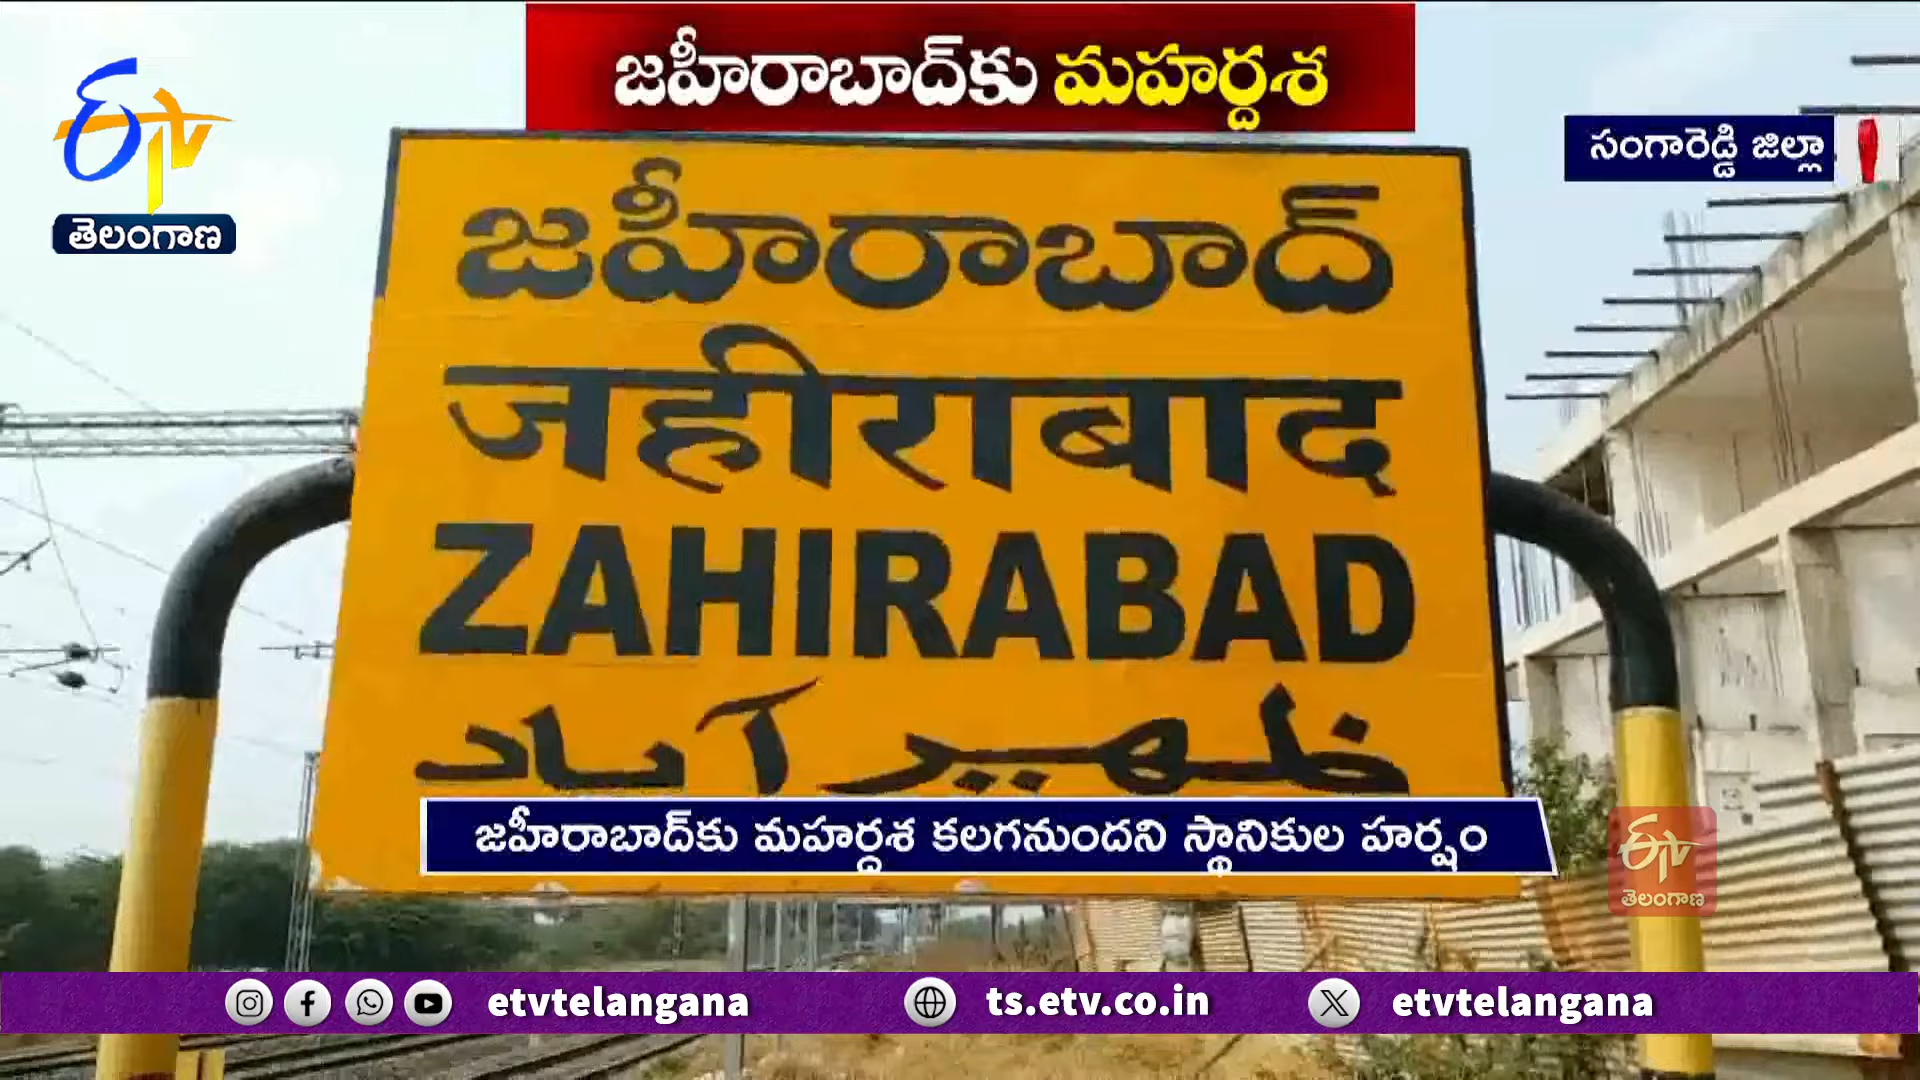 జహీరాబాద్‌కు మహర్దశ
ETV
తెలంగాణ
సంగారెడ్డి జిల్లా
జహీరాబాద్
जहीराबाद
ZAHIRABAD
ظہیر آباد
జహీరాబాద్‌కు మహర్దశ కలగనుందని స్థానికుల హర్షం
ETV
తెలంగాణ
etvtelangana
ts.etv.co.in
etvtelangana